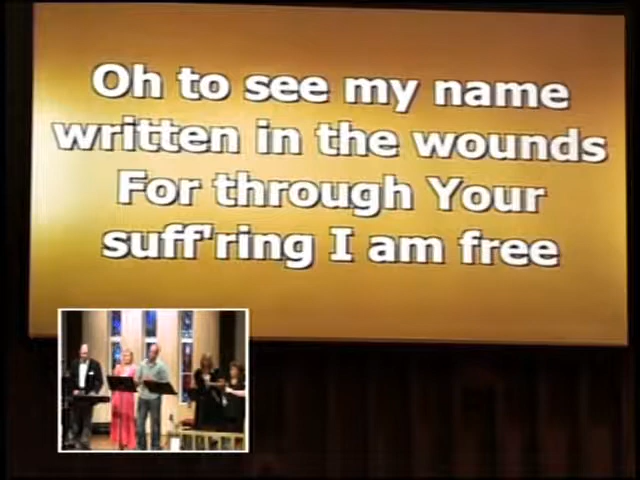 Oh to see my name
written in the wounds
For through Your
suff'ring I am free